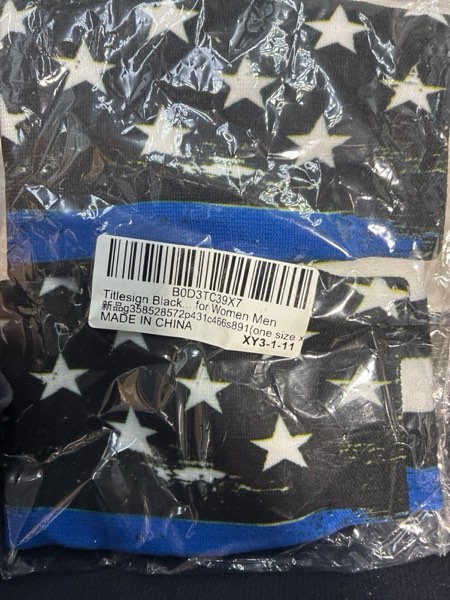 B0D3TC39X7
Titlesign Black... for Women Men
新品g358528572p431c466s891(one size x
MADE IN CHINA
XY3-1-11